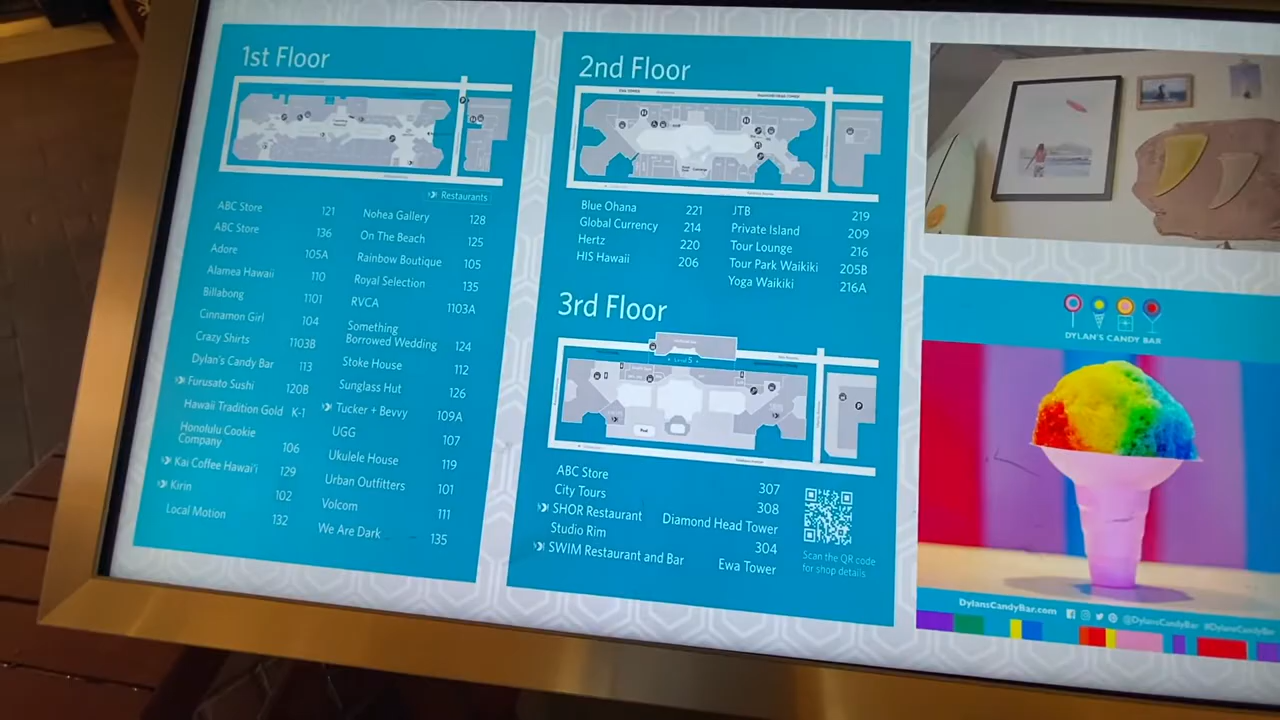 1st Floor
Restaurants
ABC Store 121
ABC Store 136
Adore 105A
Alamea Hawaii 110
Billabong 1101
Cinnamon Girl 104
Crazy Shirts 1103B
Dylan's Candy Bar 113
Furusato Sushi 120B
Hawaii Tradition Gold K-1
Honolulu Cookie
Company 106
Kai Coffee Hawai'i 129
Kirin 102
Local Motion 132
Nohea Gallery 128
On The Beach 125
Rainbow Boutique 105
Royal Selection 135
RVCA 1103A
Something
Borrowed Wedding 124
Stoke House 112
Sunglass Hut 126
Tucker + Bevvy 109A
UGG 107
Ukulele House 119
Urban Outfitters 101
Volcom 111
We Are Dark 135
2nd Floor
Blue Ohana 221
Global Currency 214
Hertz 220
HIS Hawaii 206
JTB 219
Private Island 209
Tour Lounge 216
Tour Park Waikiki 205B
Yoga Waikiki 216A
3rd Floor
Level 5
Pool
ABC Store 307
City Tours 308
SHOR Restaurant Diamond Head Tower
Studio Rim 304
SWIM Restaurant and Bar Ewa Tower
Scan the QR code
for shop details
DYLAN'S CANDY BAR
DylansCandyBar.com @DylansCandyBar #DylansCandyBar